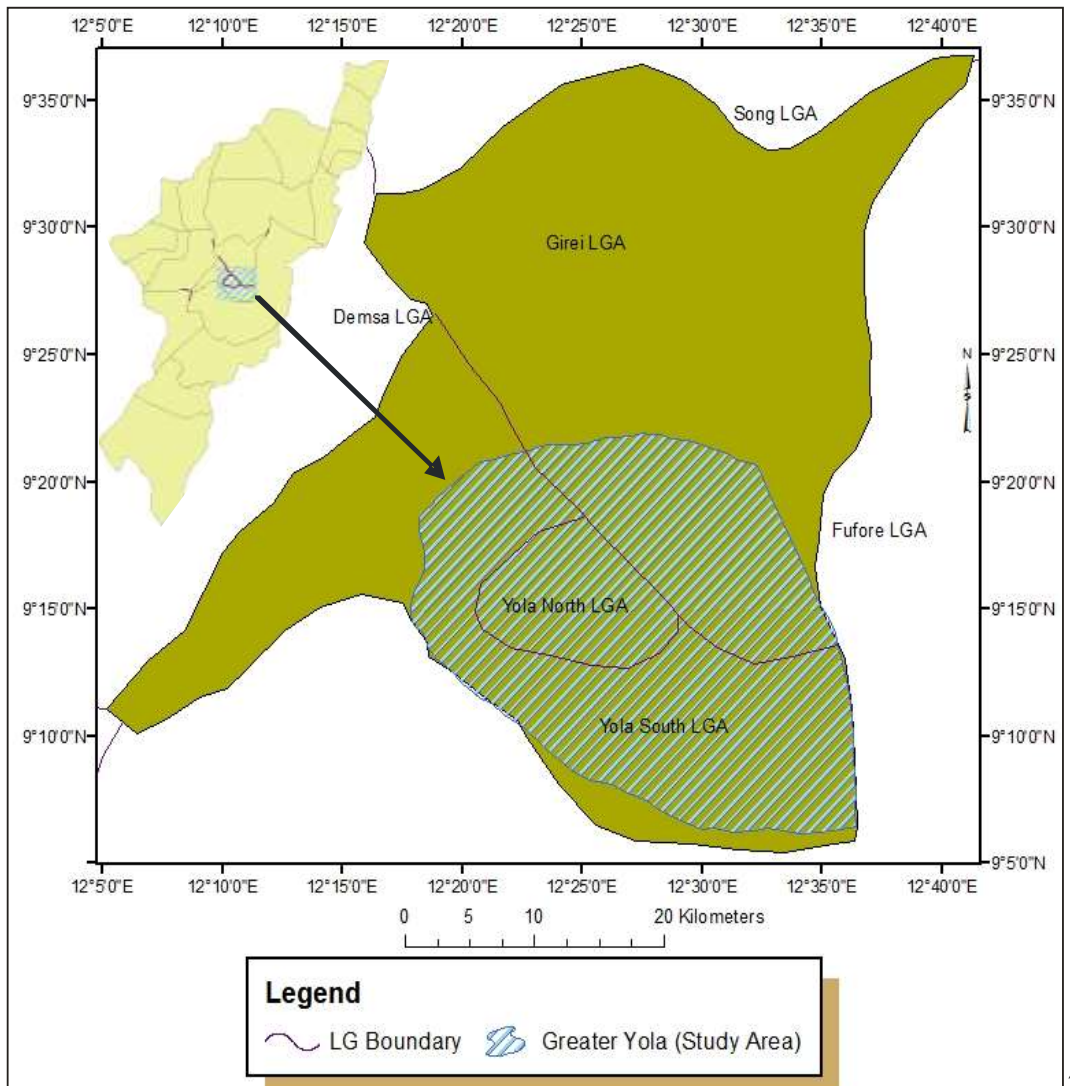 12°5'0"E 12°10'0"E 12°20'0"E 12°25'0"E 12°30'0"E 12°35'0"E 12°40'0"E
9°35'0"N 9°35'0"N
Song LGA
9°30'0"N 9°30'0"N
Girei LGA
Demsa LGA
9°25'0"N 9°25'0"N
N
S
9°20'0"N 9°20'0"N
Fufore LGA
9°15'0"N 9°15'0"N
Yola North LGA
Yola South LGA
9°10'0"N 9°10'0"N
9°5'0"N
12°5'0"E 12°10'0"E 12°15'0"E 12°20'0"E 12°25'0"E 12°30'0"E 12°35'0"E 12°40'0"E
0 5 10 20 Kilometers
Legend
LG Boundary Greater Yola (Study Area)